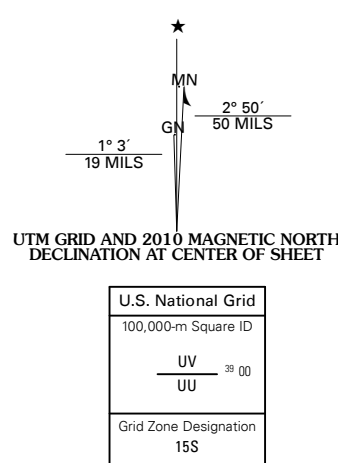 ★
MN
GN
2° 50´
50 MILS
1° 3´
19 MILS
UTM GRID AND 2010 MAGNETIC NORTH
DECLINATION AT CENTER OF SHEET
U.S. National Grid
100,000-m Square ID
UV
39 00
UU
Grid Zone Designation
15S